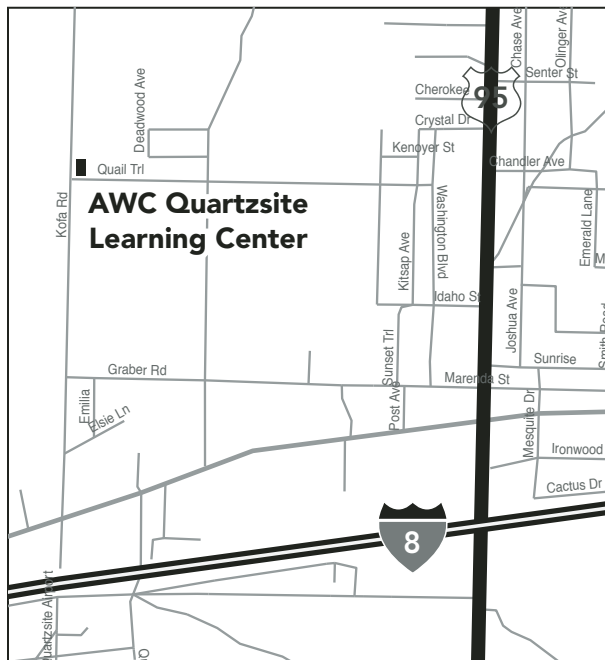 Chase Ave
Olinger Av
Senter St
Deadwood Ave
Cherokee
95
Crystal Dr
Kenoyer St
Chandler Ave
Quail Trl
Kofa Rd
AWC Quartzsite
Learning Center
Washington Blvd
Kitsap Ave
Emerald Lane
M
Idaho St
Joshua Ave
Sunset Trl
Sunrise
Graber Rd
Marenda St
Emilia
Elsie Ln
Post Ave
Mesquite Dr
Ironwood
Cactus Dr
8
uartzsite Airport